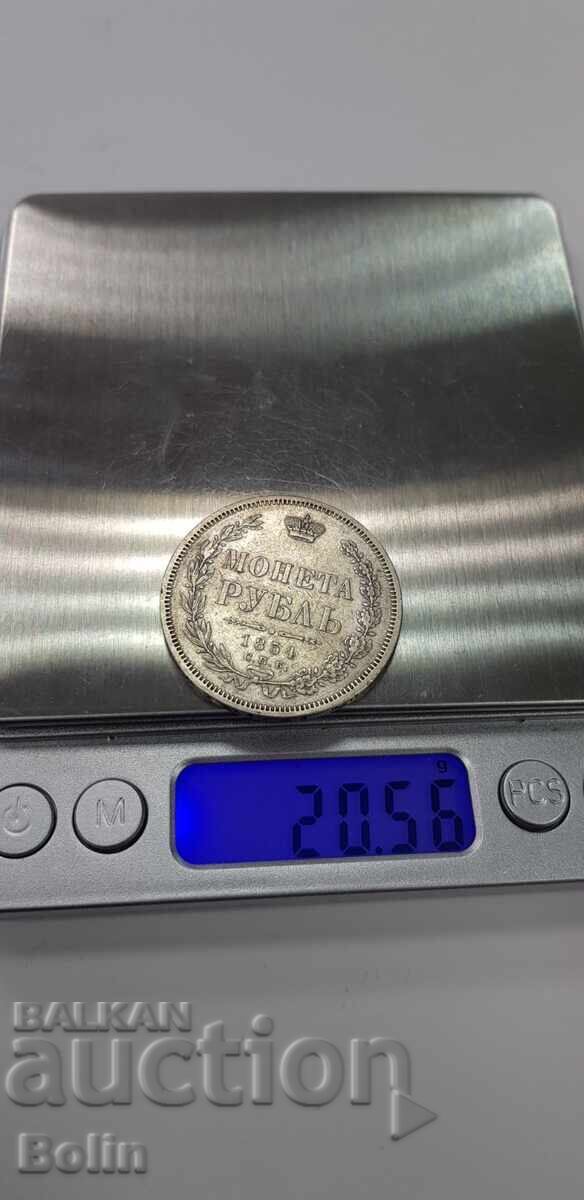 МОНЕТА
РУБЛЬ
1854
M
20.56
g
PCS
BALKAN
auction
Bolin